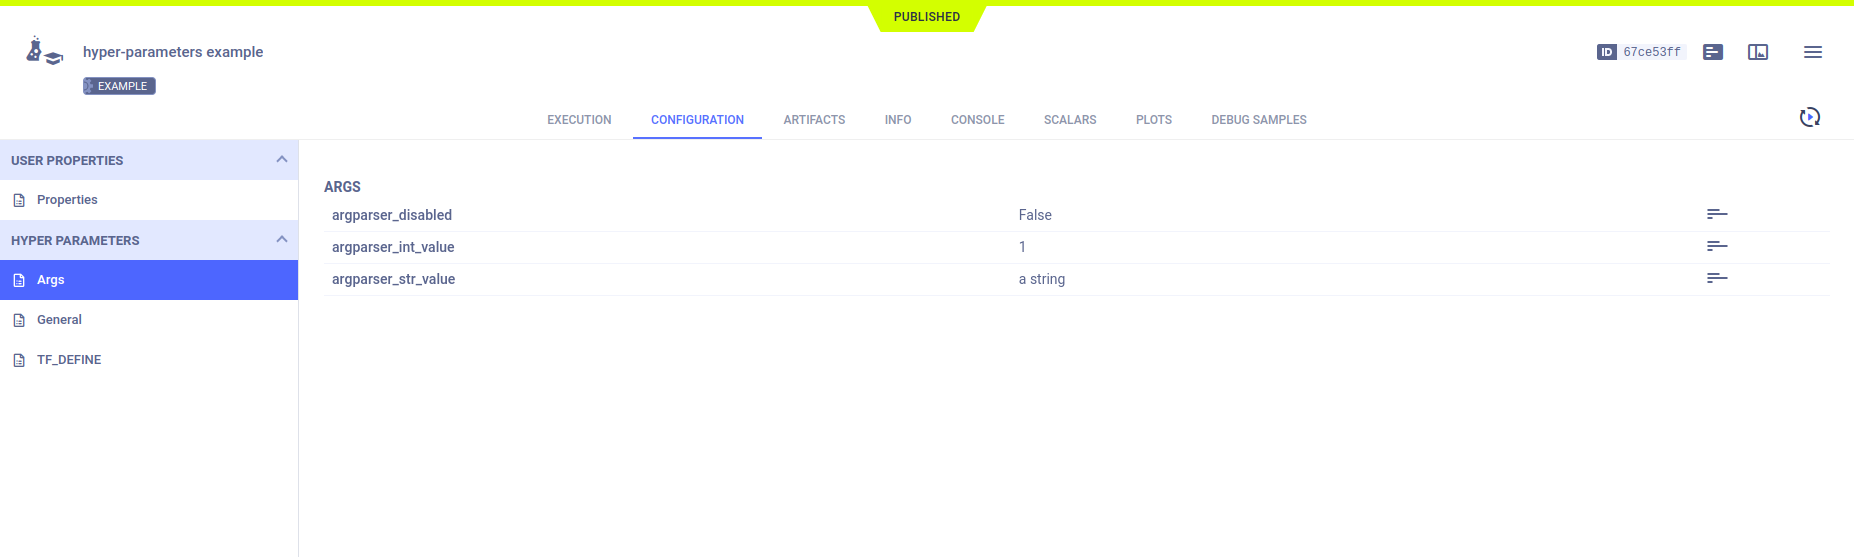 PUBLISHED
hyper-parameters example
ID 67ce53ff
EXAMPLE
EXECUTION CONFIGURATION ARTIFACTS INFO CONSOLE SCALARS PLOTS DEBUG SAMPLES
USER PROPERTIES
Properties
HYPER PARAMETERS
Args
General
TF_DEFINE
ARGS
argparser_disabled False
argparser_int_value 1
argparser_str_value a string